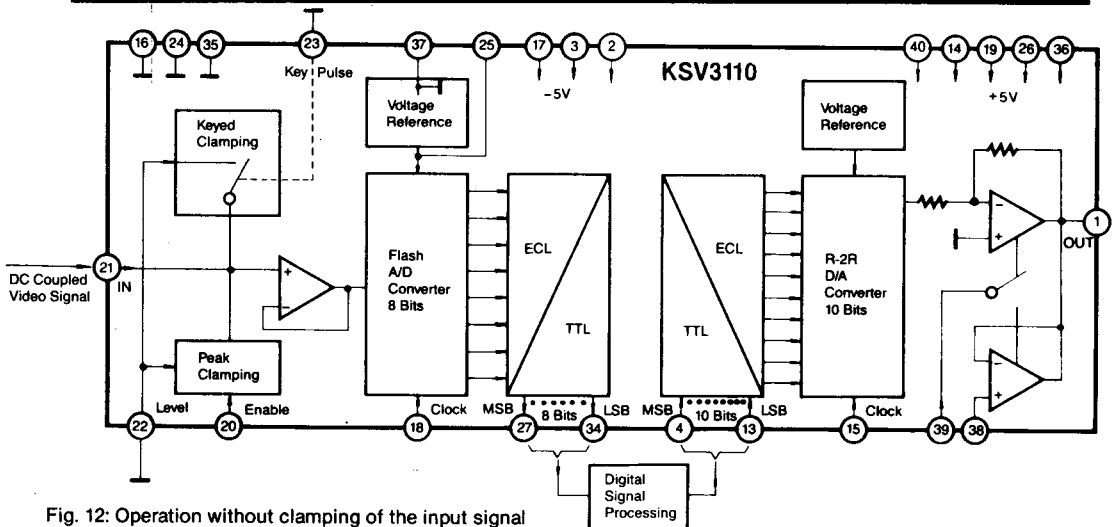 16 24 35 23 37 25 17 3 2 KSV3110 40 14 19 26 36
Key Pulse
-5V
+5V
Keyed
Clamping
Voltage
Reference
Voltage
Reference
DC Coupled
Video Signal
21 IN
Flash
A/D
Converter
8 Bits
ECL
TTL
ECL
TTL
R-2R
D/A
Converter
10 Bits
+
-
-
+
1
OUT
-
+
Peak
Clamping
Level Enable Clock MSB 8 Bits LSB MSB 10 Bits LSB Clock
22 20 18 27 34 4 13 15 39 38
Digital
Signal
Processing
Fig. 12: Operation without clamping of the input signal